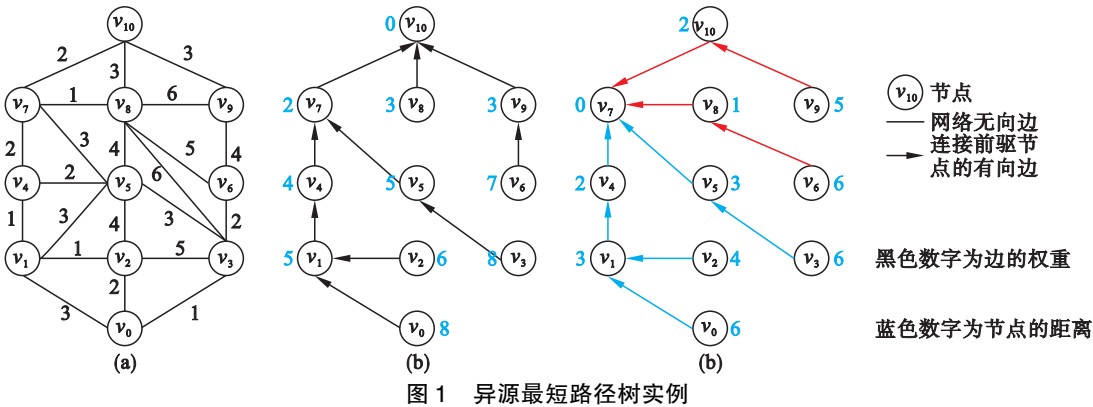 v10
2 3 3
v7 1 v8 6 v9
2 3 4 5 4
v4 2 v5 6 v6
1 3 4 3 2
v1 1 v2 5 v3
3 2 1
v0
(a)
0 v10
2 v7 3 v8 3 v9
4 v4 5 v5 7 v6
5 v1 v2 6 8 v3
v0 8
(b)
2 v10
0 v7 v8 1 v9 5
2 v4 v5 3 v6 6
3 v1 v2 4 v3 6
v0 6
(b)
v10 节点
网络无向边
连接前驱节
点的有向边
黑色数字为边的权重
蓝色数字为节点的距离
图 1 异源最短路径树实例